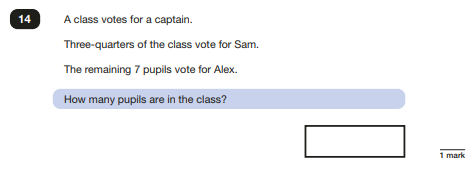 14 A class votes for a captain.
Three-quarters of the class vote for Sam.
The remaining 7 pupils vote for Alex.
How many pupils are in the class?
1 mark